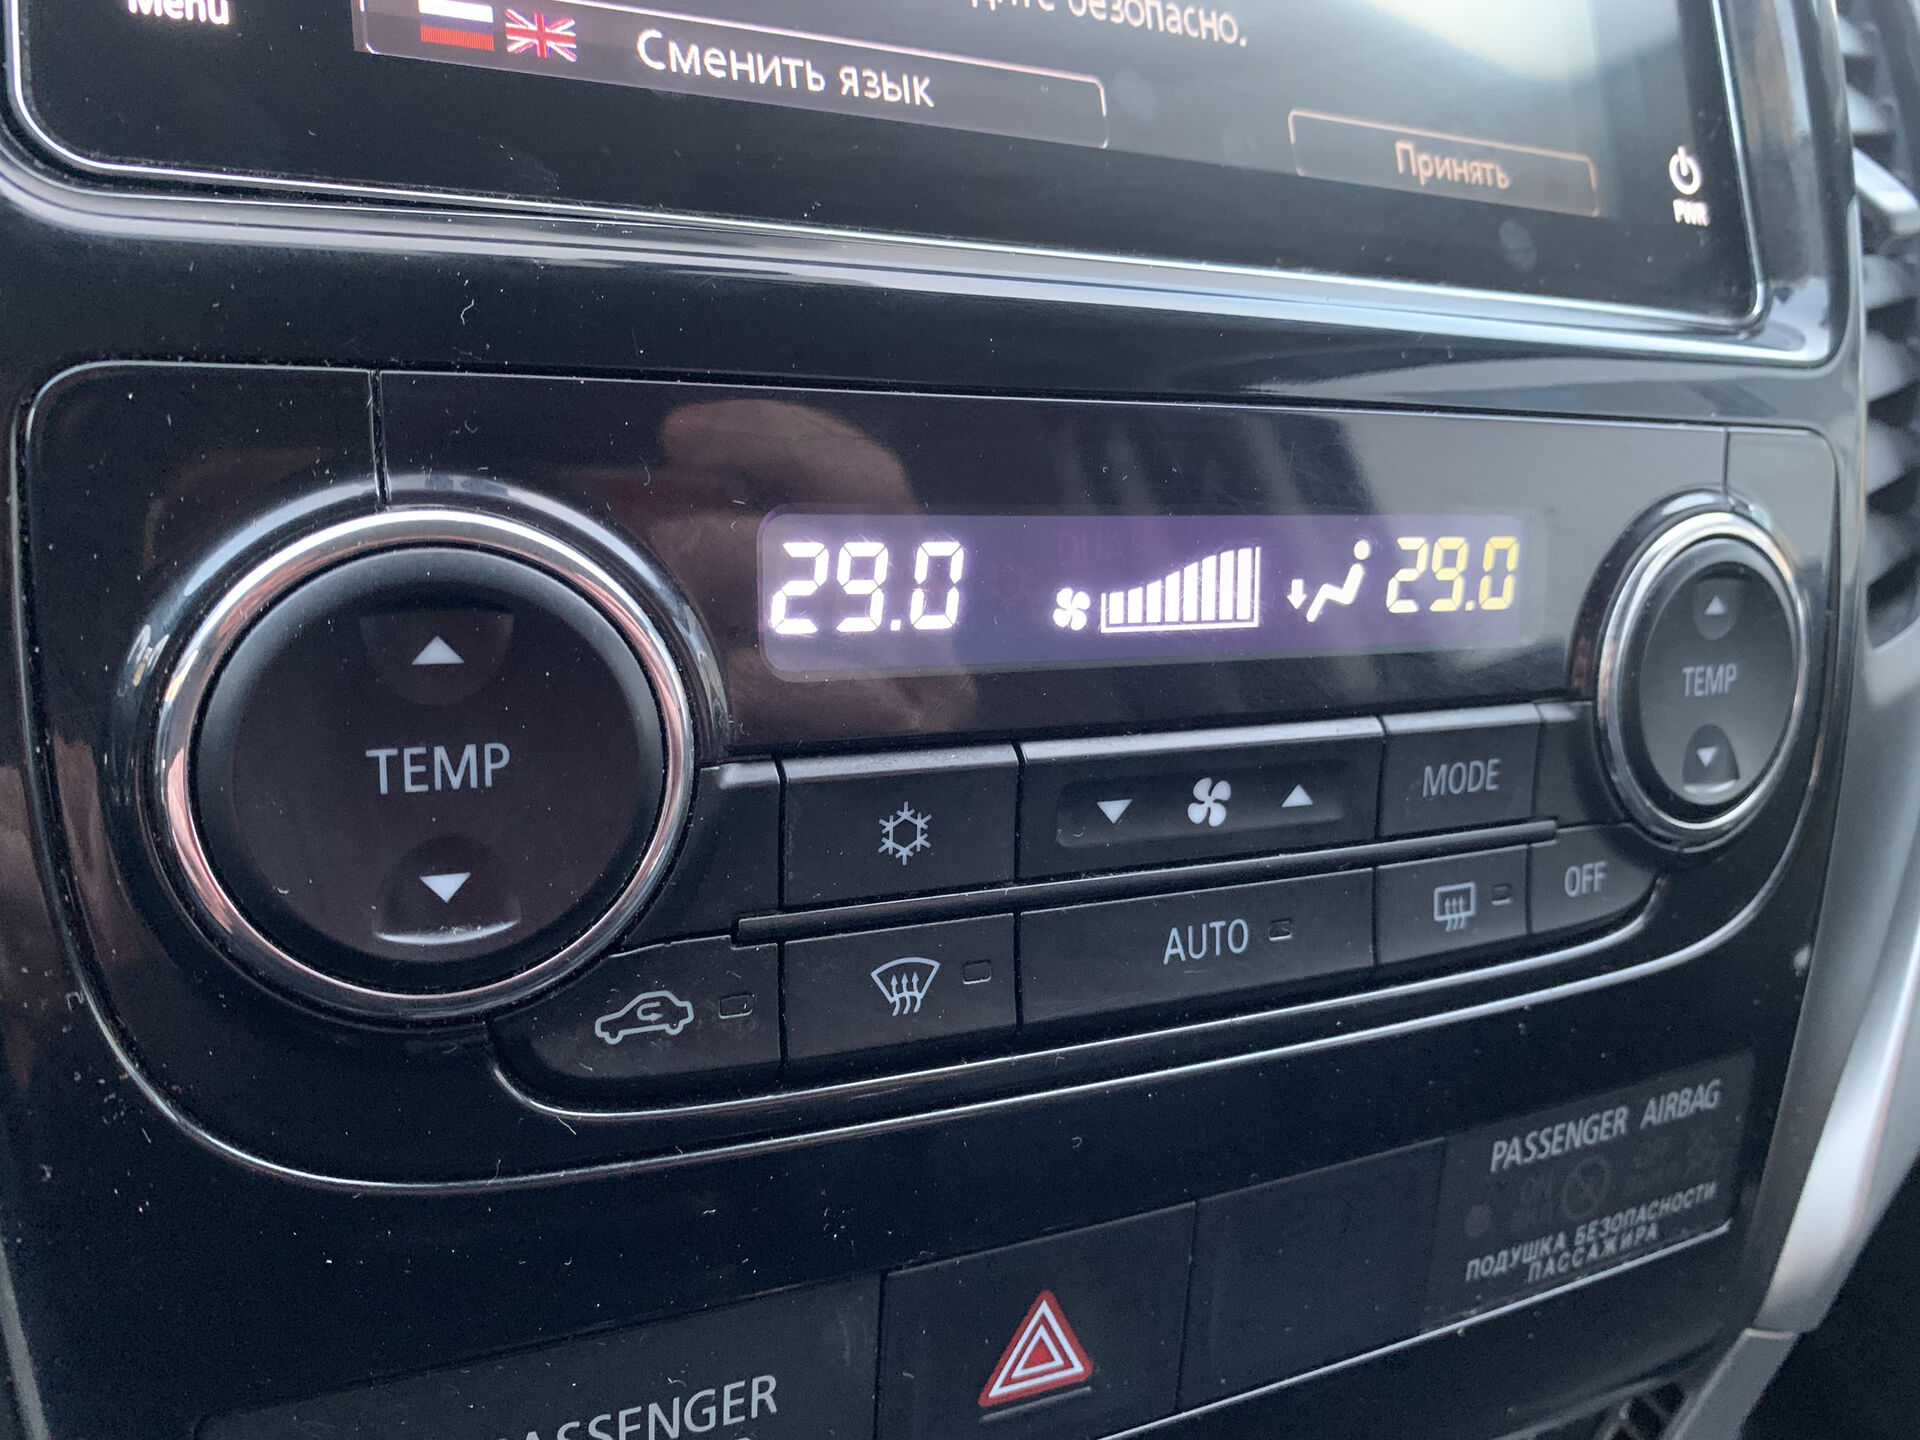 Menu
безопасно.
Сменить язык
Принять
PWR
29.0
29.0
TEMP
TEMP
MODE
AUTO
OFF
PASSENGER AIRBAG
ПОДУШКА БЕЗОПАСНОСТИ
ПАССАЖИРА
PASSENGER